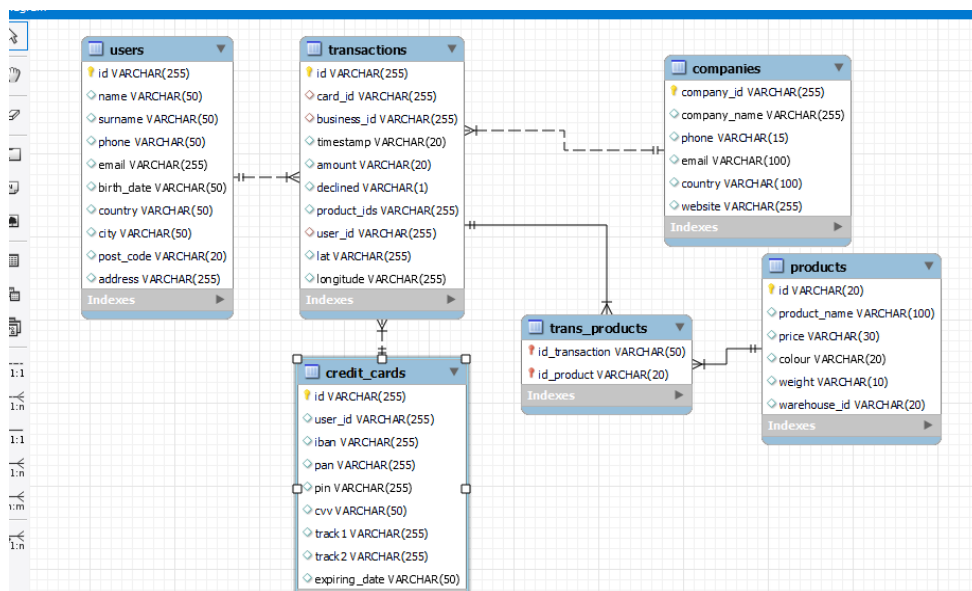 users
id VARCHAR(255)
name VARCHAR(50)
surname VARCHAR(50)
phone VARCHAR(50)
email VARCHAR(255)
birth_date VARCHAR(50)
country VARCHAR(50)
city VARCHAR(50)
post_code VARCHAR(20)
address VARCHAR(255)
Indexes
transactions
id VARCHAR(255)
card_id VARCHAR(255)
business_id VARCHAR(255)
timestamp VARCHAR(20)
amount VARCHAR(20)
declined VARCHAR(1)
product_ids VARCHAR(255)
user_id VARCHAR(255)
lat VARCHAR(255)
longitude VARCHAR(255)
Indexes
companies
company_id VARCHAR(255)
company_name VARCHAR(255)
phone VARCHAR(15)
email VARCHAR(100)
country VARCHAR(100)
website VARCHAR(255)
Indexes
products
id VARCHAR(20)
product_name VARCHAR(100)
price VARCHAR(30)
colour VARCHAR(20)
weight VARCHAR(10)
warehouse_id VARCHAR(20)
Indexes
trans_products
id_transaction VARCHAR(50)
id_product VARCHAR(20)
Indexes
credit_cards
id VARCHAR(255)
user_id VARCHAR(255)
iban VARCHAR(255)
pan VARCHAR(255)
pin VARCHAR(255)
cvv VARCHAR(50)
track1 VARCHAR(255)
track2 VARCHAR(255)
expiring_date VARCHAR(50)
1:1
1:n
1:1
1:n
n:m
1:n